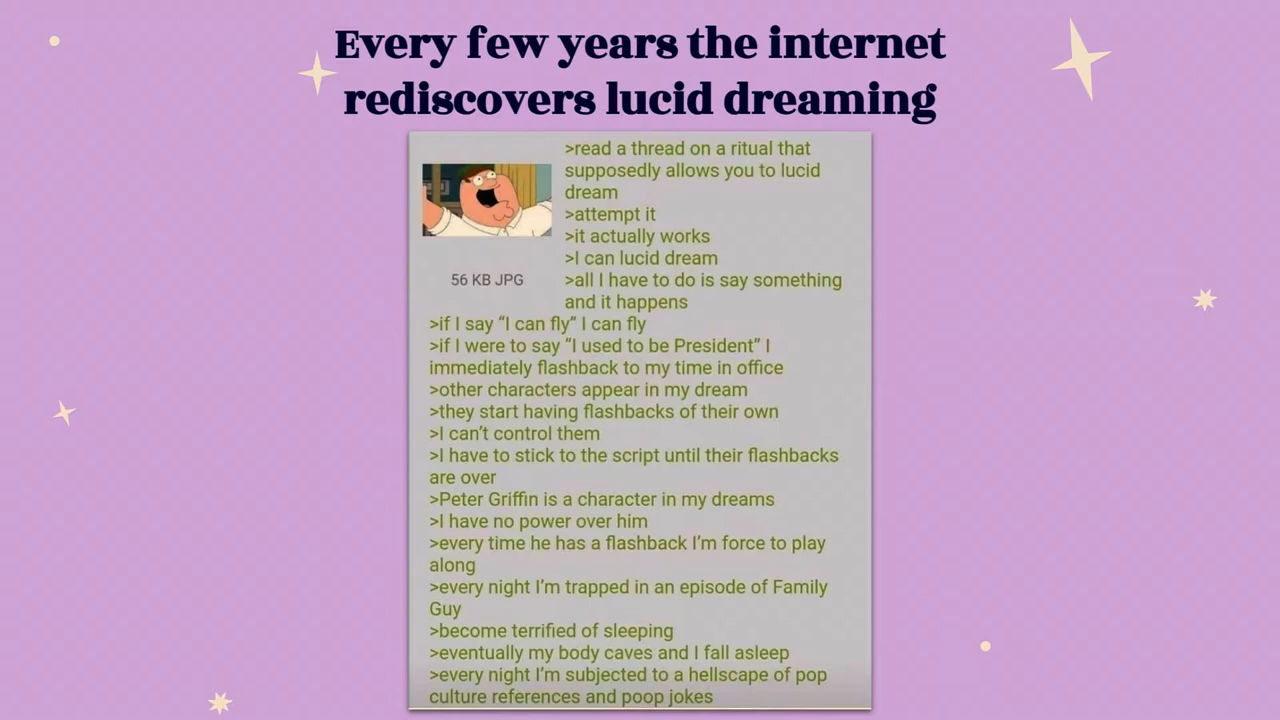 Every few years the internet
rediscovers lucid dreaming
>read a thread on a ritual that
supposedly allows you to lucid
dream
>attempt it
>it actually works
>I can lucid dream
>all I have to do is say something
and it happens
56 KB JPG
>if I say “I can fly” I can fly
>if I were to say “I used to be President” I
immediately flashback to my time in office
>other characters appear in my dream
>they start having flashbacks of their own
>I can’t control them
>I have to stick to the script until their flashbacks
are over
>Peter Griffin is a character in my dreams
>I have no power over him
>every time he has a flashback I’m force to play
along
>every night I’m trapped in an episode of Family
Guy
>become terrified of sleeping
>eventually my body caves and I fall asleep
>every night I’m subjected to a hellscape of pop
culture references and poop jokes